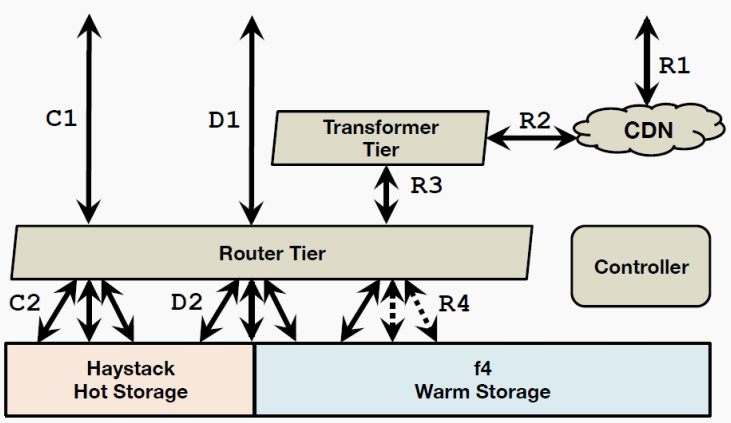 C1
D1
R1
Transformer
Tier
R2
CDN
R3
Router Tier
Controller
C2
D2
R4
Haystack
Hot Storage
f4
Warm Storage